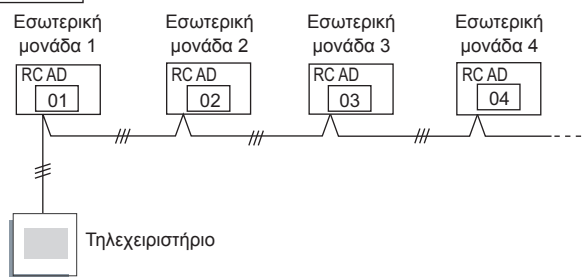 Εσωτερική μονάδα 1
Εσωτερική μονάδα 2
Εσωτερική μονάδα 3
Εσωτερική μονάδα 4
RC AD
01
RC AD
02
RC AD
03
RC AD
04
Τηλεχειριστήριο